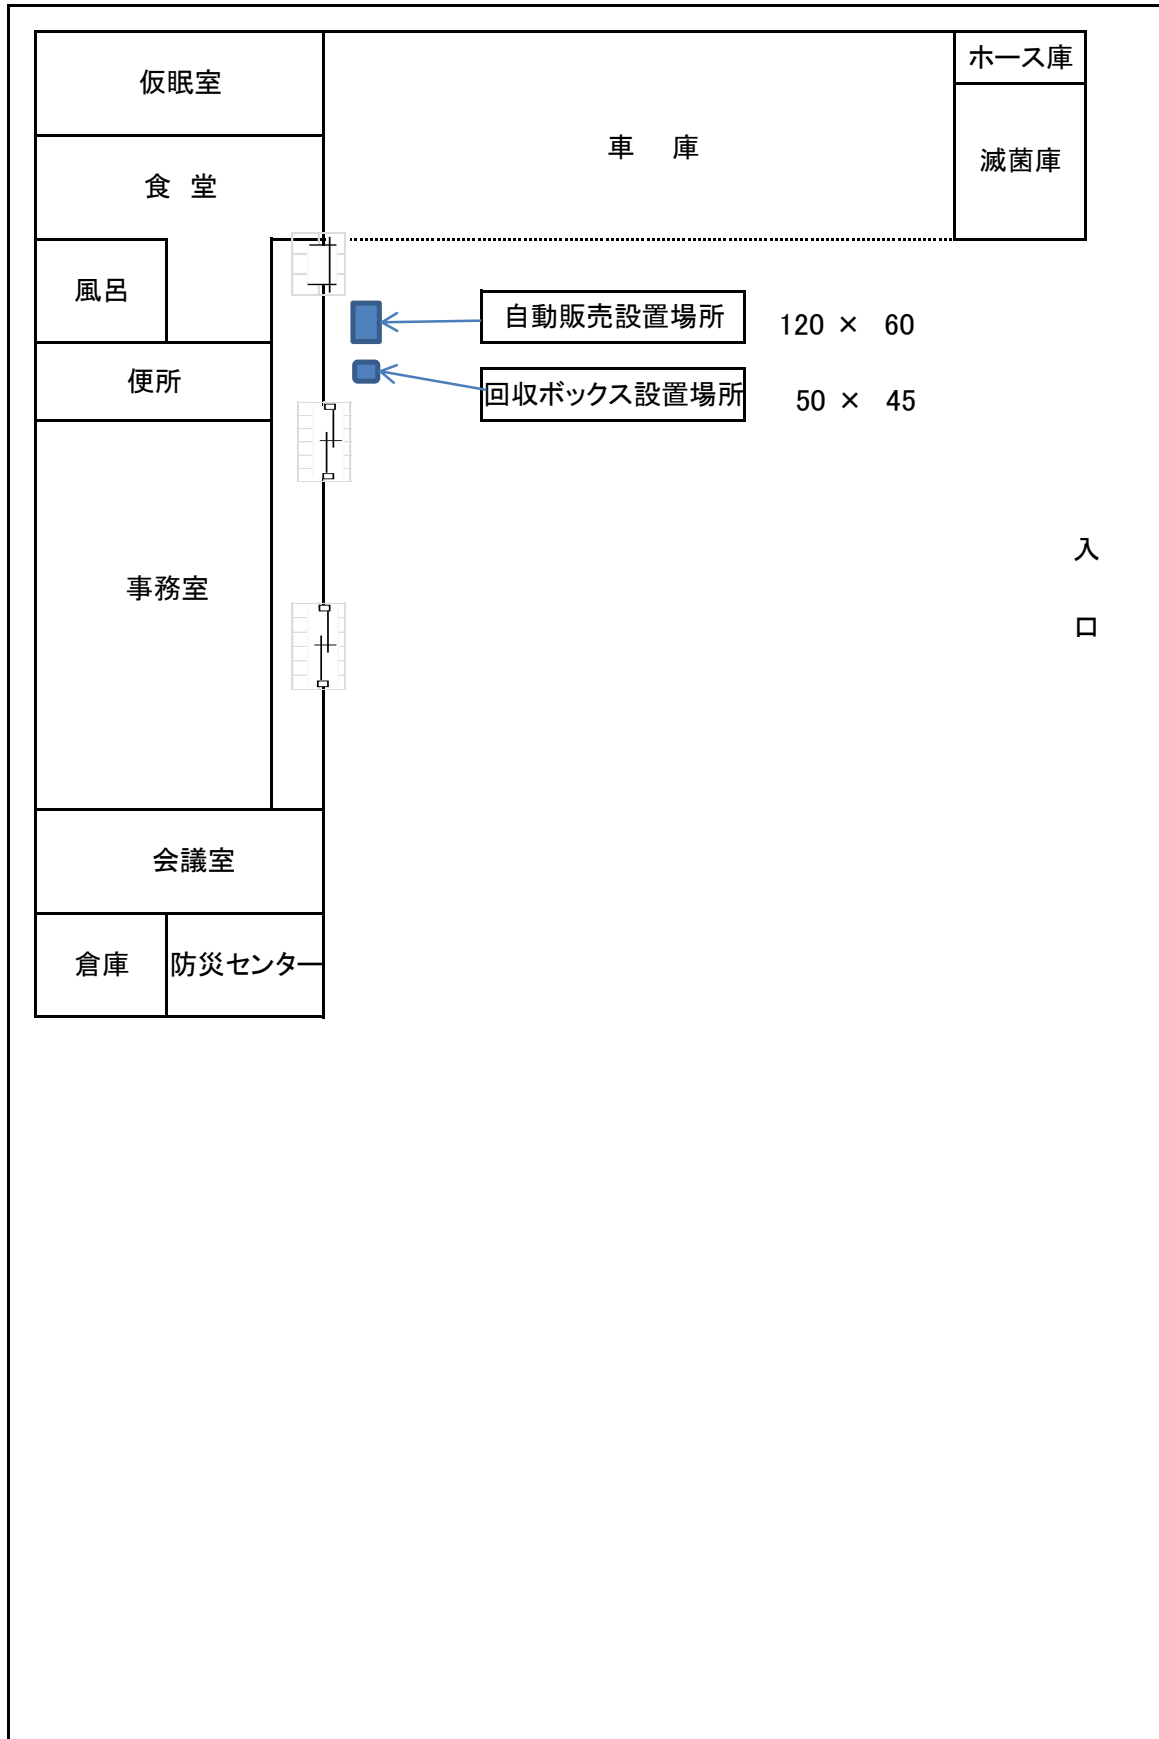 仮眠室
ホース庫
車 庫
滅菌庫
食 堂
風呂
自動販売設置場所 120 × 60
便所
回収ボックス設置場所 50 × 45
入
口
事務室
会議室
倉庫
防災センター